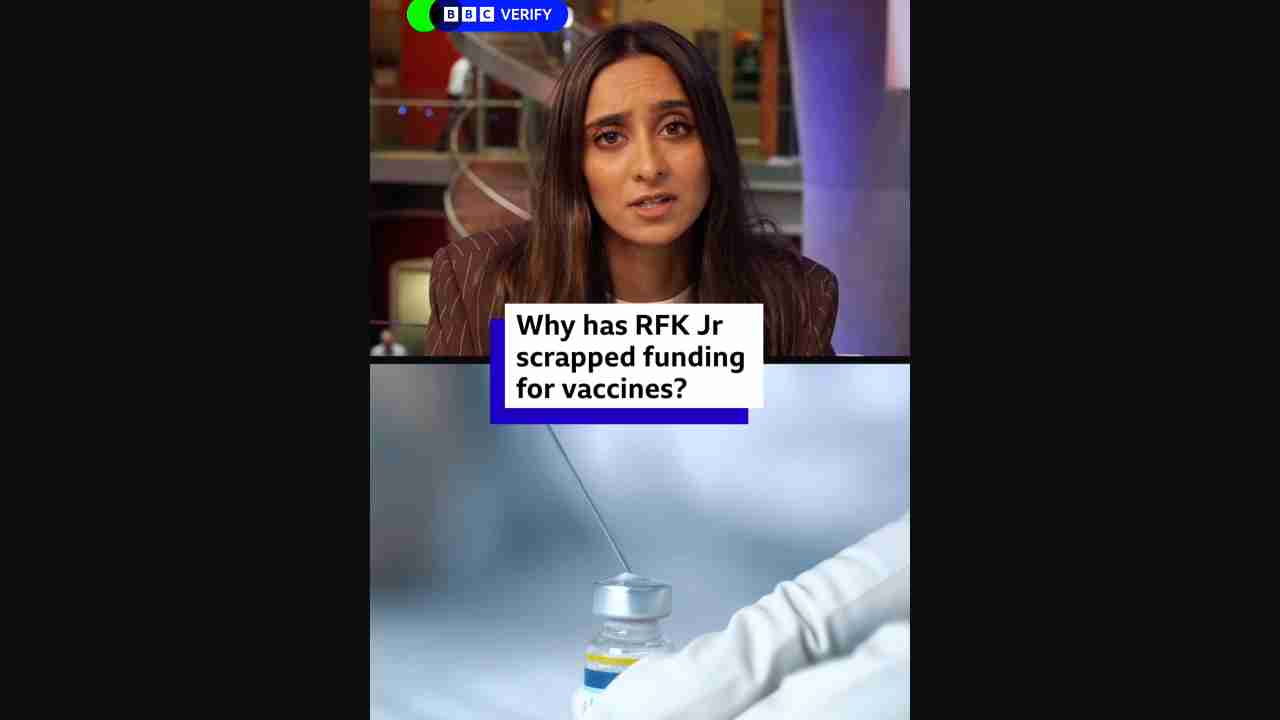 BBC VERIFY
Why has RFK Jr
scrapped funding
for vaccines?